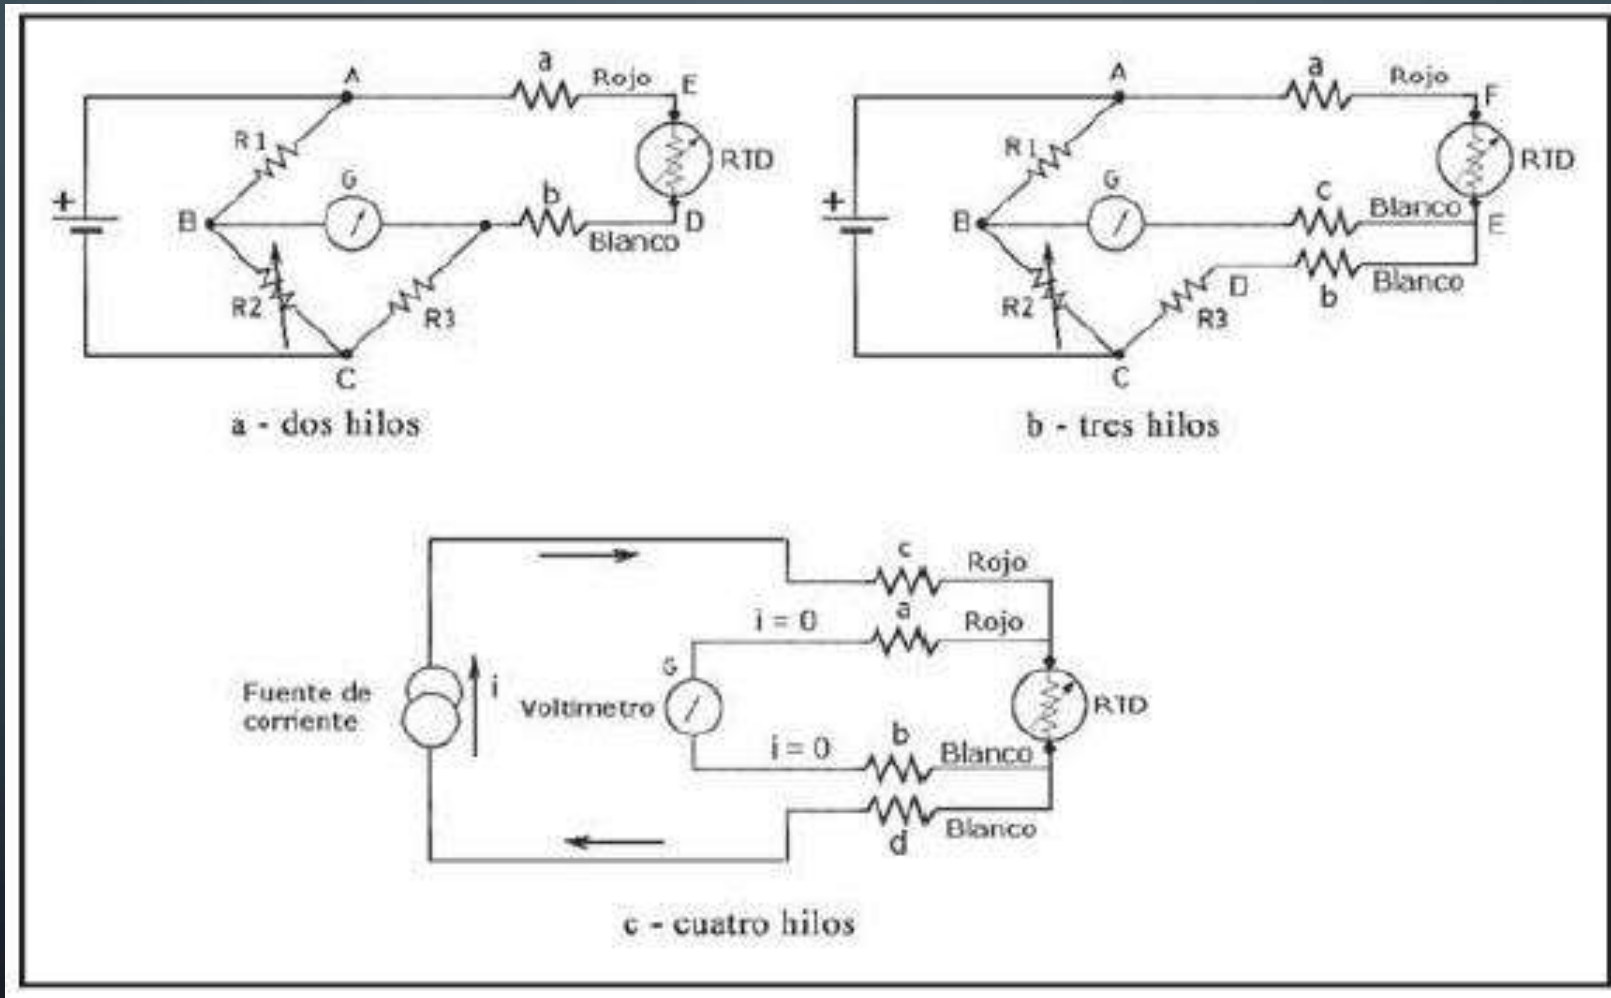 a
Rojo
E
A
R1
G
RTD
+
B
b
D
Blanco
R2
R3
C
a - dos hilos
a
Rojo
F
A
R1
G
RTD
+
B
c
Blanco
E
D
b
Blanco
R2
R3
C
b - tres hilos
c
Rojo
i = 0
a
Rojo
G
Fuente de
corriente
i
Voltimetro
RTD
i = 0
b
Blanco
d
Blanco
c - cuatro hilos